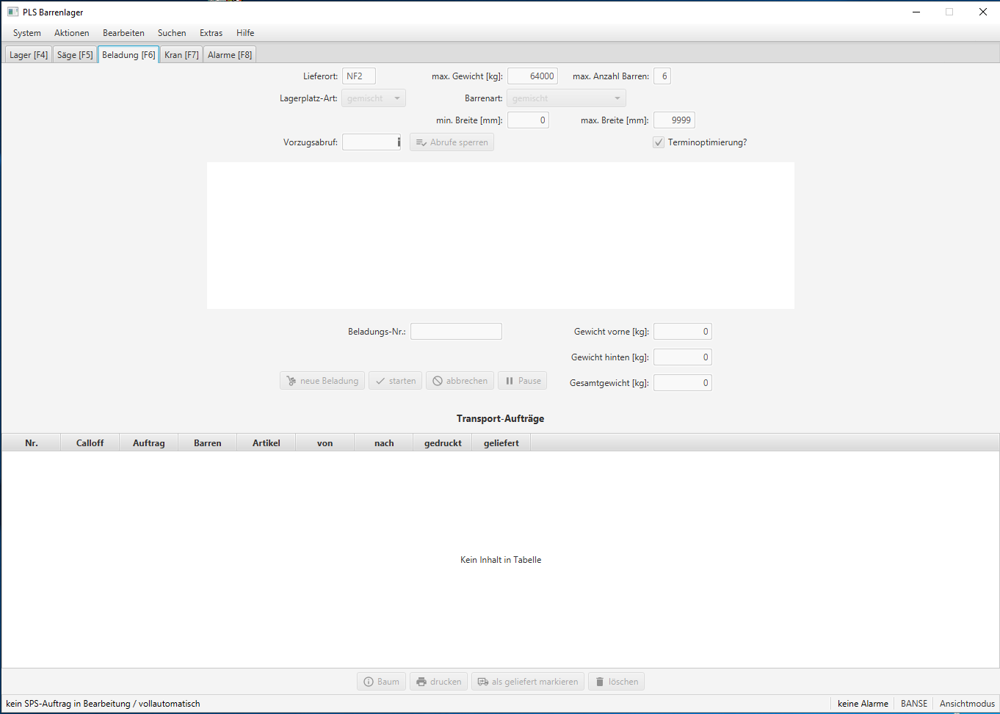 PLS Barrenlager
System Aktionen Bearbeiten Suchen Extras Hilfe
Lager [F4] Säge [F5] Beladung [F6] Kran [F7] Alarme [F8]
Lieferort: NF2 max. Gewicht [kg]: 64000 max. Anzahl Barren: 6
Lagerplatz-Art: gemischt Barrenart: gemischt
min. Breite [mm]: 0 max. Breite [mm]: 9999
Vorzugsabruf: Abrufe sperren Terminoptimierung?
Beladungs-Nr.: Gewicht vorne [kg]: 0
Gewicht hinten [kg]: 0
neue Beladung starten abbrechen Pause Gesamtgewicht [kg]: 0
Transport-Aufträge
Nr. Calloff Auftrag Barren Artikel von nach gedruckt geliefert
Kein Inhalt in Tabelle
Baum drucken als geliefert markieren löschen
kein SPS-Auftrag in Bearbeitung / vollautomatisch keine Alarme BANSE Ansichtmodus